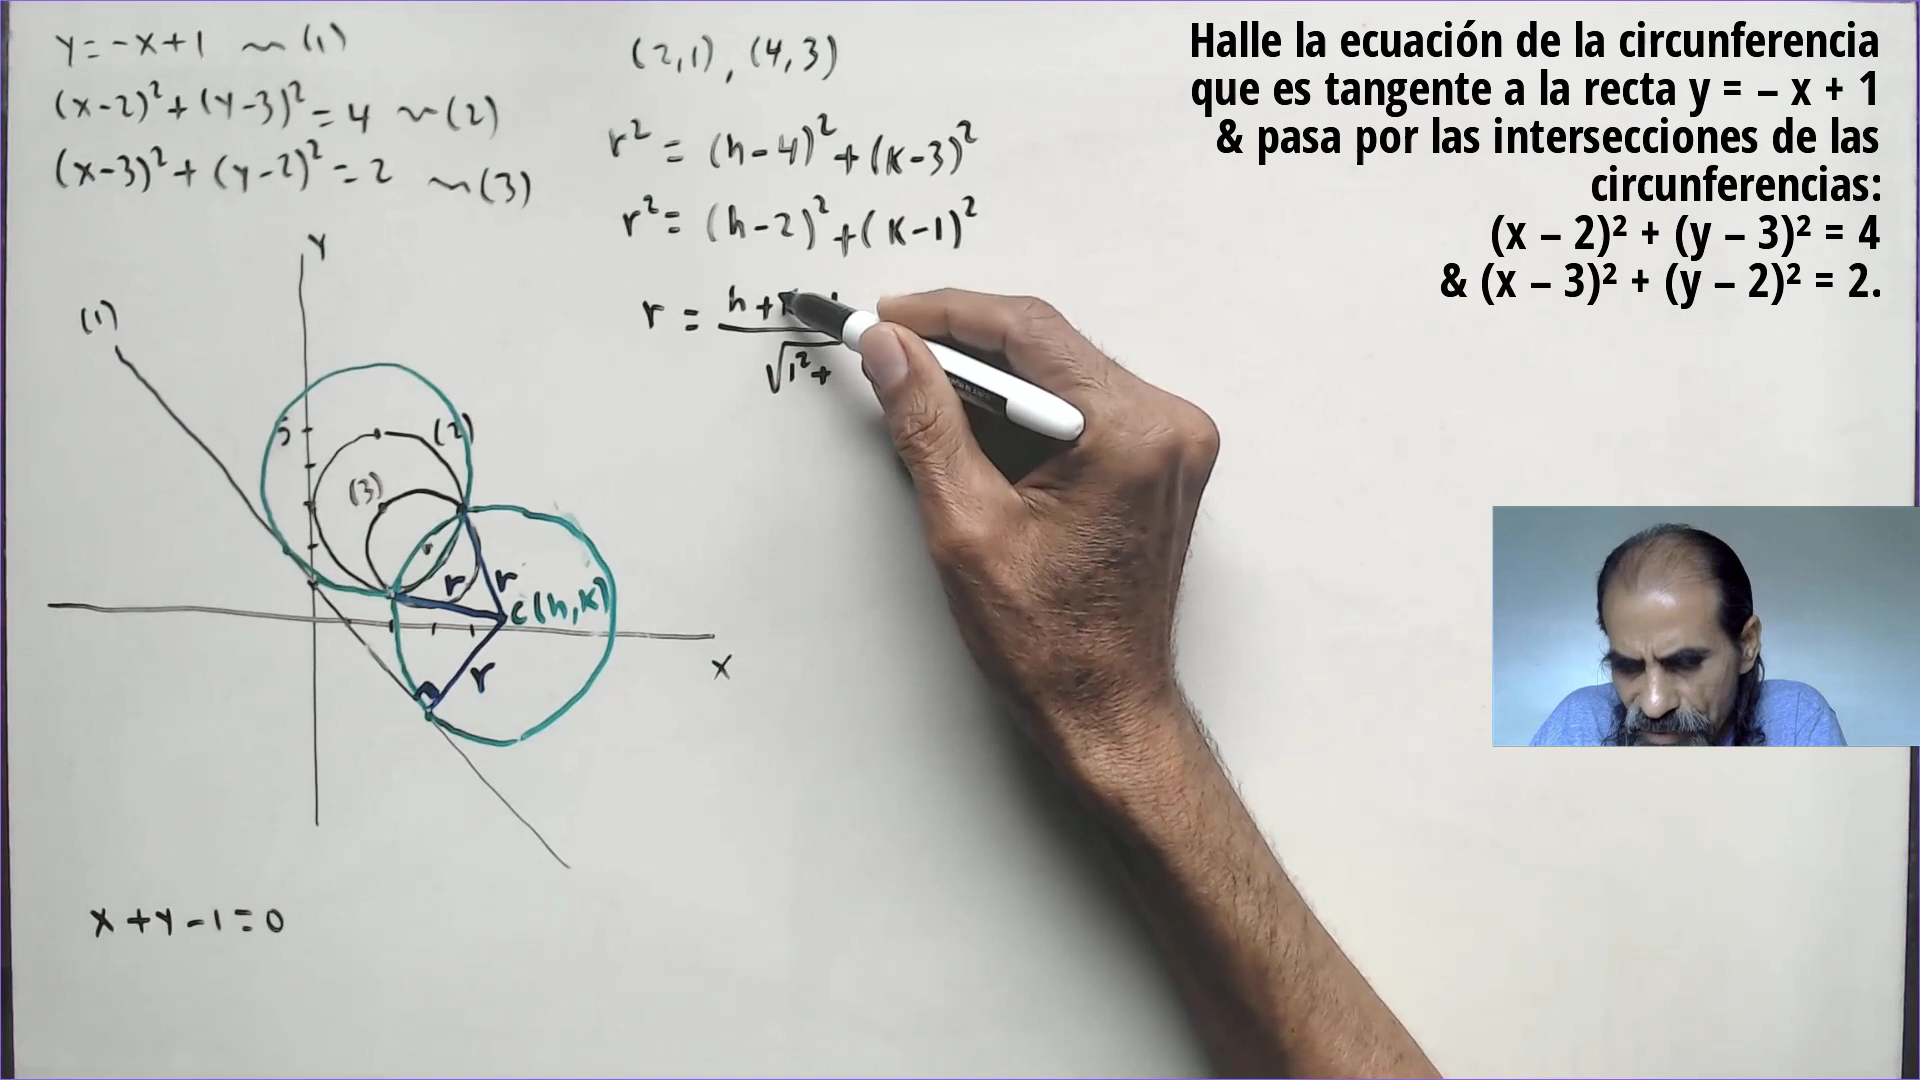 y = -x + 1 ~ (1)
(x-2)² + (y-3)² = 4 ~ (2)
(x-3)² + (y-2)² = 2 ~ (3)
(2,1), (4,3)
r² = (h-4)² + (k-3)²
r² = (h-2)² + (k-1)²
r = h +
√1² +
y
(1)
5
(2)
(3)
r
r
C(h,k)
r
x
x + y - 1 = 0
Halle la ecuación de la circunferencia
que es tangente a la recta y = – x + 1
& pasa por las intersecciones de las
circunferencias:
(x – 2)² + (y – 3)² = 4
& (x – 3)² + (y – 2)² = 2.